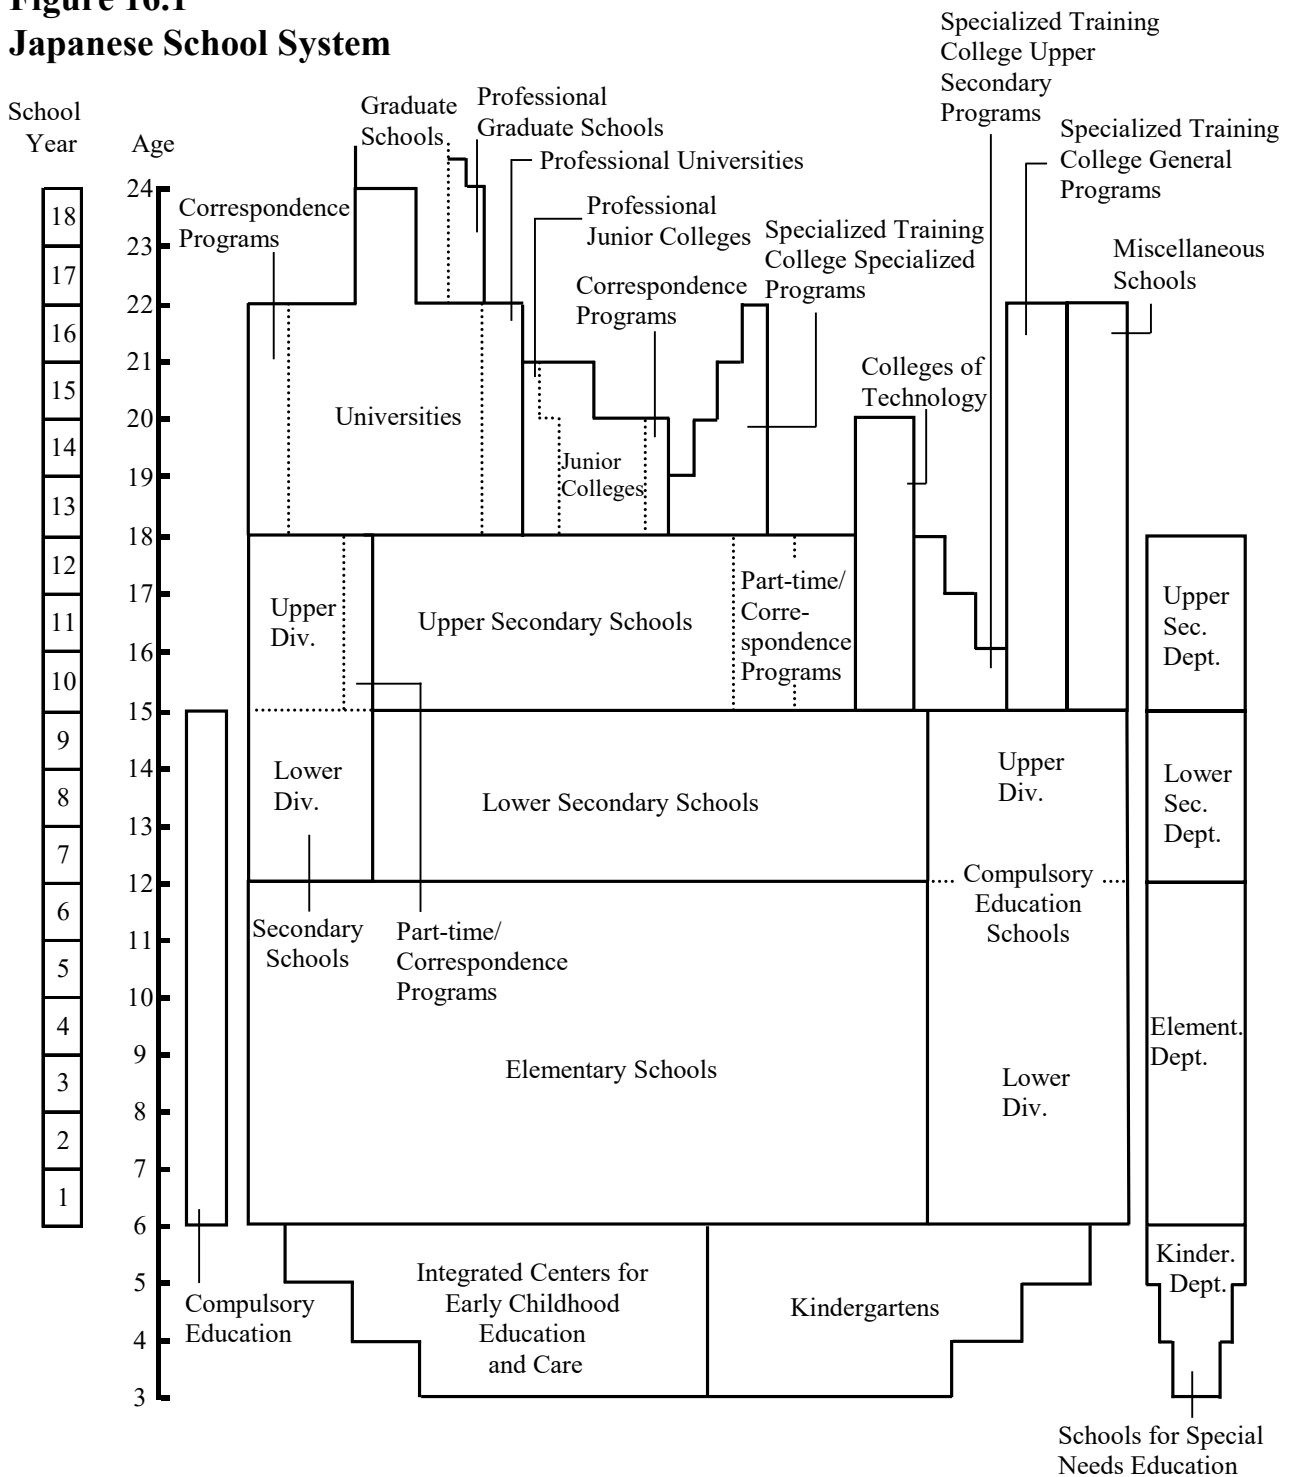 Figure 16.1
Japanese School System
School
Year
Age
Specialized Training
College Upper
Secondary
Programs
Graduate
Schools
Professional
Graduate Schools
Professional Universities
Specialized Training
College General
Programs
Correspondence
Programs
Professional
Junior Colleges
Specialized Training
College Specialized
Programs
Miscellaneous
Schools
Correspondence
Programs
Colleges of
Technology
Universities
Junior
Colleges
24
18
23
17
22
16
21
15
20
14
19
13
18
12
17
11
16
10
15
9
14
8
13
7
12
6
11
5
10
4
9
3
8
2
7
1
6
5
4
3
Upper
Div.
Upper Secondary Schools
Part-time/
Corre-
spondence
Programs
Upper
Sec.
Dept.
Lower
Div.
Lower Secondary Schools
Upper
Div.
Lower
Sec.
Dept.
Compulsory
Education
Schools
Secondary
Schools
Part-time/
Correspondence
Programs
Elementary Schools
Lower
Div.
Element.
Dept.
Compulsory
Education
Integrated Centers for
Early Childhood
Education
and Care
Kindergartens
Kinder.
Dept.
Schools for Special
Needs Education